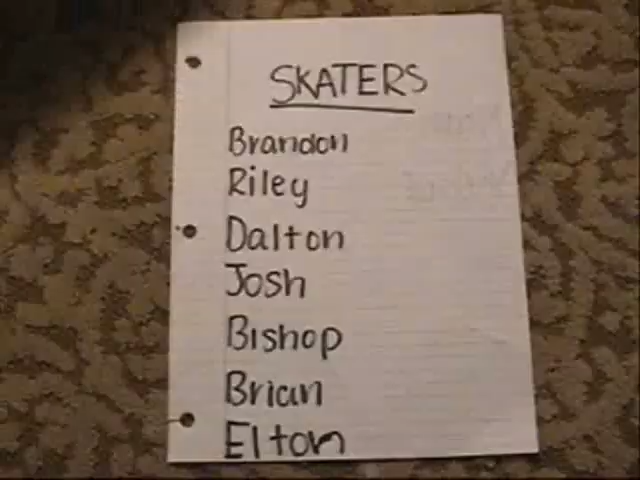 SKATERS
Brandon
Riley
Dalton
Josh
Bishop
Brian
Elton